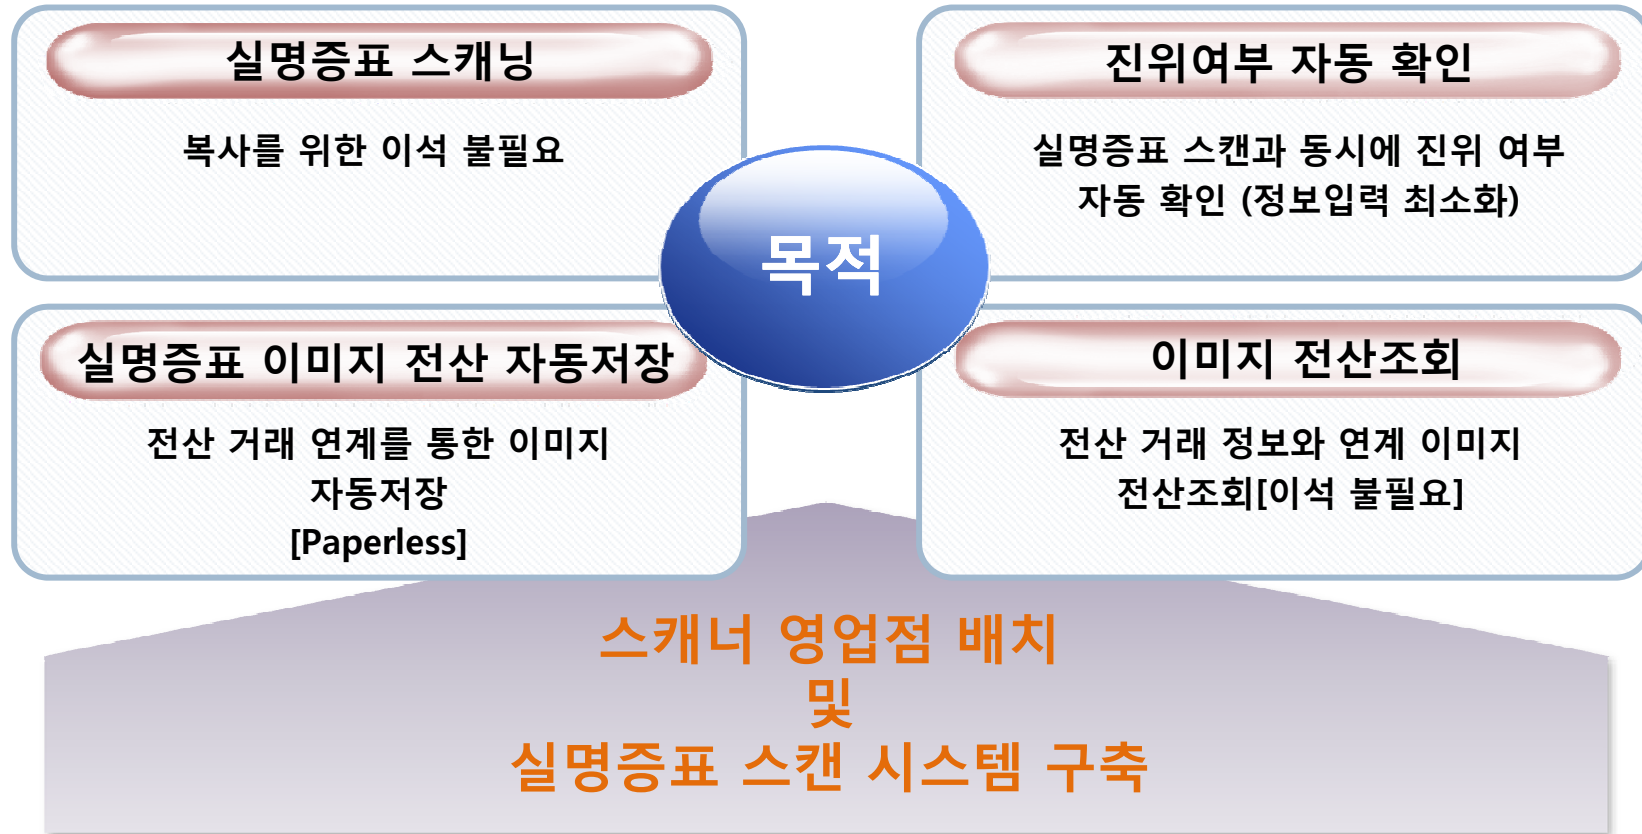 실명증표 스캐닝
복사를 위한 이석 불필요
진위여부 자동 확인
실명증표 스캔과 동시에 진위 여부
자동 확인 (정보입력 최소화)
목적
실명증표 이미지 전산 자동저장
전산 거래 연계를 통한 이미지
자동저장
[Paperless]
이미지 전산조회
전산 거래 정보와 연계 이미지
전산조회[이석 불필요]
스캐너 영업점 배치
및
실명증표 스캔 시스템 구축